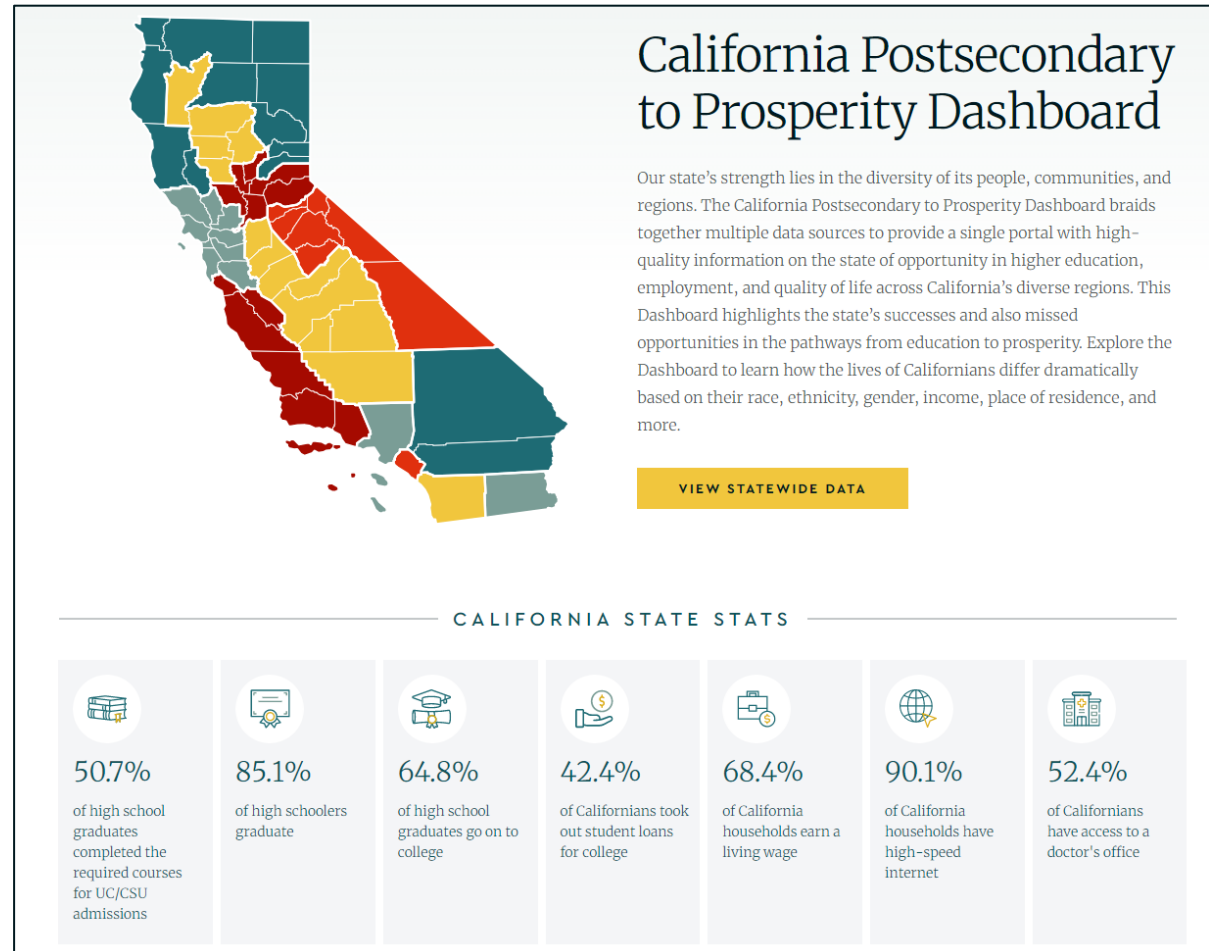 California Postsecondary
to Prosperity Dashboard
Our state’s strength lies in the diversity of its people, communities, and
regions. The California Postsecondary to Prosperity Dashboard braids
together multiple data sources to provide a single portal with high-
quality information on the state of opportunity in higher education,
employment, and quality of life across California’s diverse regions. This
Dashboard highlights the state’s successes and also missed
opportunities in the pathways from education to prosperity. Explore the
Dashboard to learn how the lives of Californians differ dramatically
based on their race, ethnicity, gender, income, place of residence, and
more.
VIEW STATEWIDE DATA
CALIFORNIA STATE STATS
50.7%
of high school
graduates
completed the
required courses
for UC/CSU
admissions
85.1%
of high schoolers
graduate
64.8%
of high school
graduates go on to
college
42.4%
of Californians took
out student loans
for college
68.4%
of California
households earn a
living wage
90.1%
of California
households have
high-speed
internet
52.4%
of Californians
have access to a
doctor's office